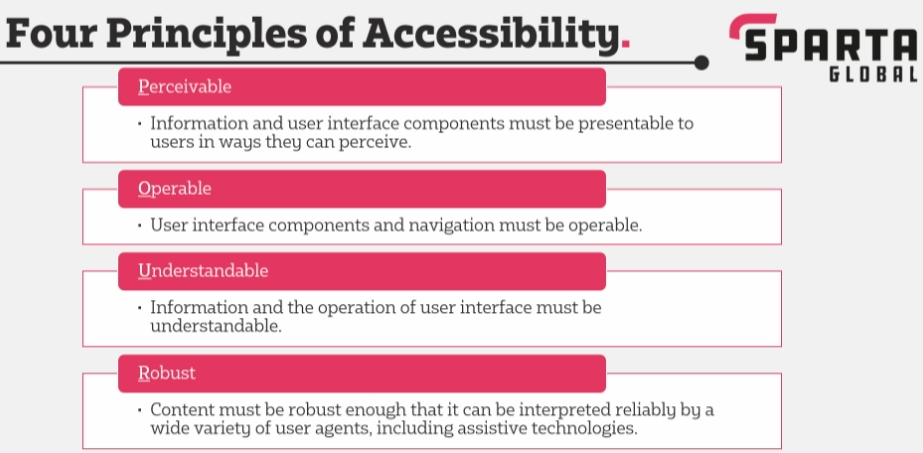 Four Principles of Accessibility.
SPARTA
GLOBAL
Perceivable
• Information and user interface components must be presentable to
users in ways they can perceive.
Operable
• User interface components and navigation must be operable.
Understandable
• Information and the operation of user interface must be
understandable.
Robust
• Content must be robust enough that it can be interpreted reliably by a
wide variety of user agents, including assistive technologies.